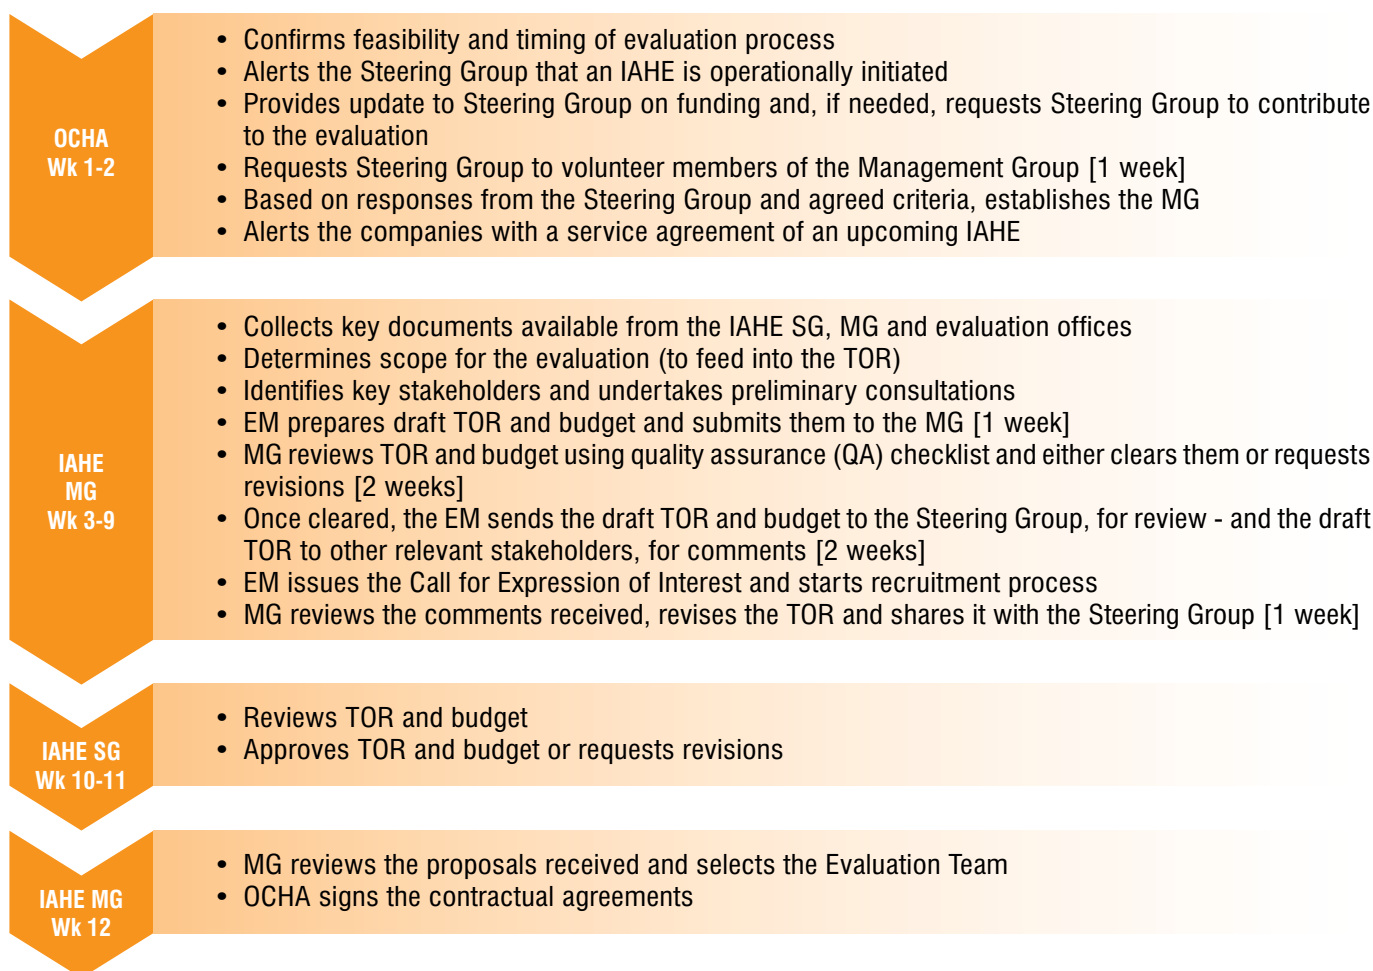 OCHA
Wk 1-2
• Confirms feasibility and timing of evaluation process
• Alerts the Steering Group that an IAHE is operationally initiated
• Provides update to Steering Group on funding and, if needed, requests Steering Group to contribute
to the evaluation
• Requests Steering Group to volunteer members of the Management Group [1 week]
• Based on responses from the Steering Group and agreed criteria, establishes the MG
• Alerts the companies with a service agreement of an upcoming IAHE
IAHE
MG
Wk 3-9
• Collects key documents available from the IAHE SG, MG and evaluation offices
• Determines scope for the evaluation (to feed into the TOR)
• Identifies key stakeholders and undertakes preliminary consultations
• EM prepares draft TOR and budget and submits them to the MG [1 week]
• MG reviews TOR and budget using quality assurance (QA) checklist and either clears them or requests
revisions [2 weeks]
• Once cleared, the EM sends the draft TOR and budget to the Steering Group, for review - and the draft
TOR to other relevant stakeholders, for comments [2 weeks]
• EM issues the Call for Expression of Interest and starts recruitment process
• MG reviews the comments received, revises the TOR and shares it with the Steering Group [1 week]
IAHE SG
Wk 10-11
• Reviews TOR and budget
• Approves TOR and budget or requests revisions
IAHE MG
Wk 12
• MG reviews the proposals received and selects the Evaluation Team
• OCHA signs the contractual agreements